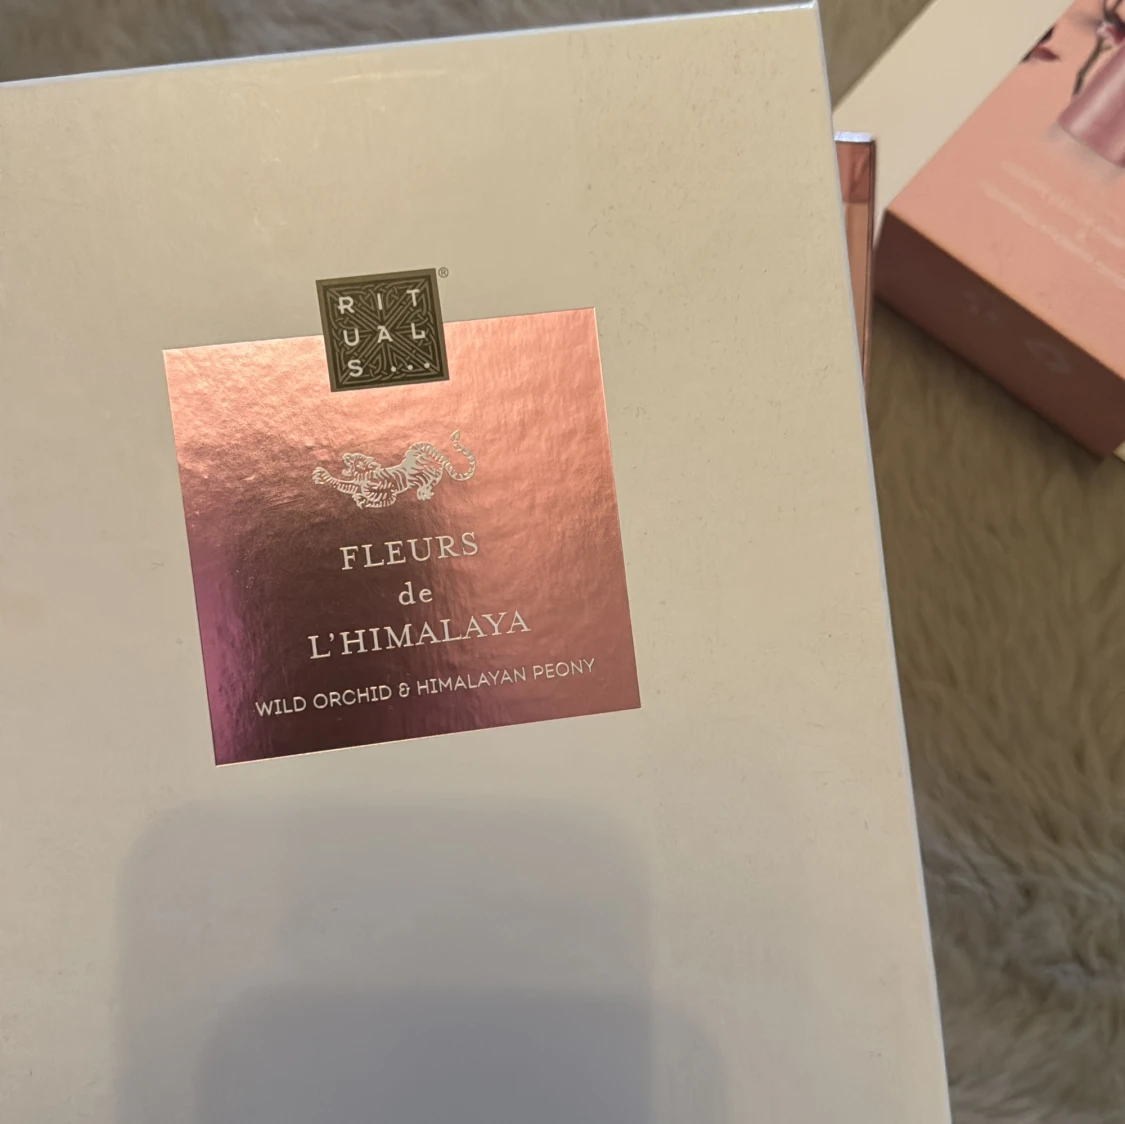 RIT
UAL
S...
®
FLEURS
de
L'HIMALAYA
WILD ORCHID & HIMALAYAN PEONY